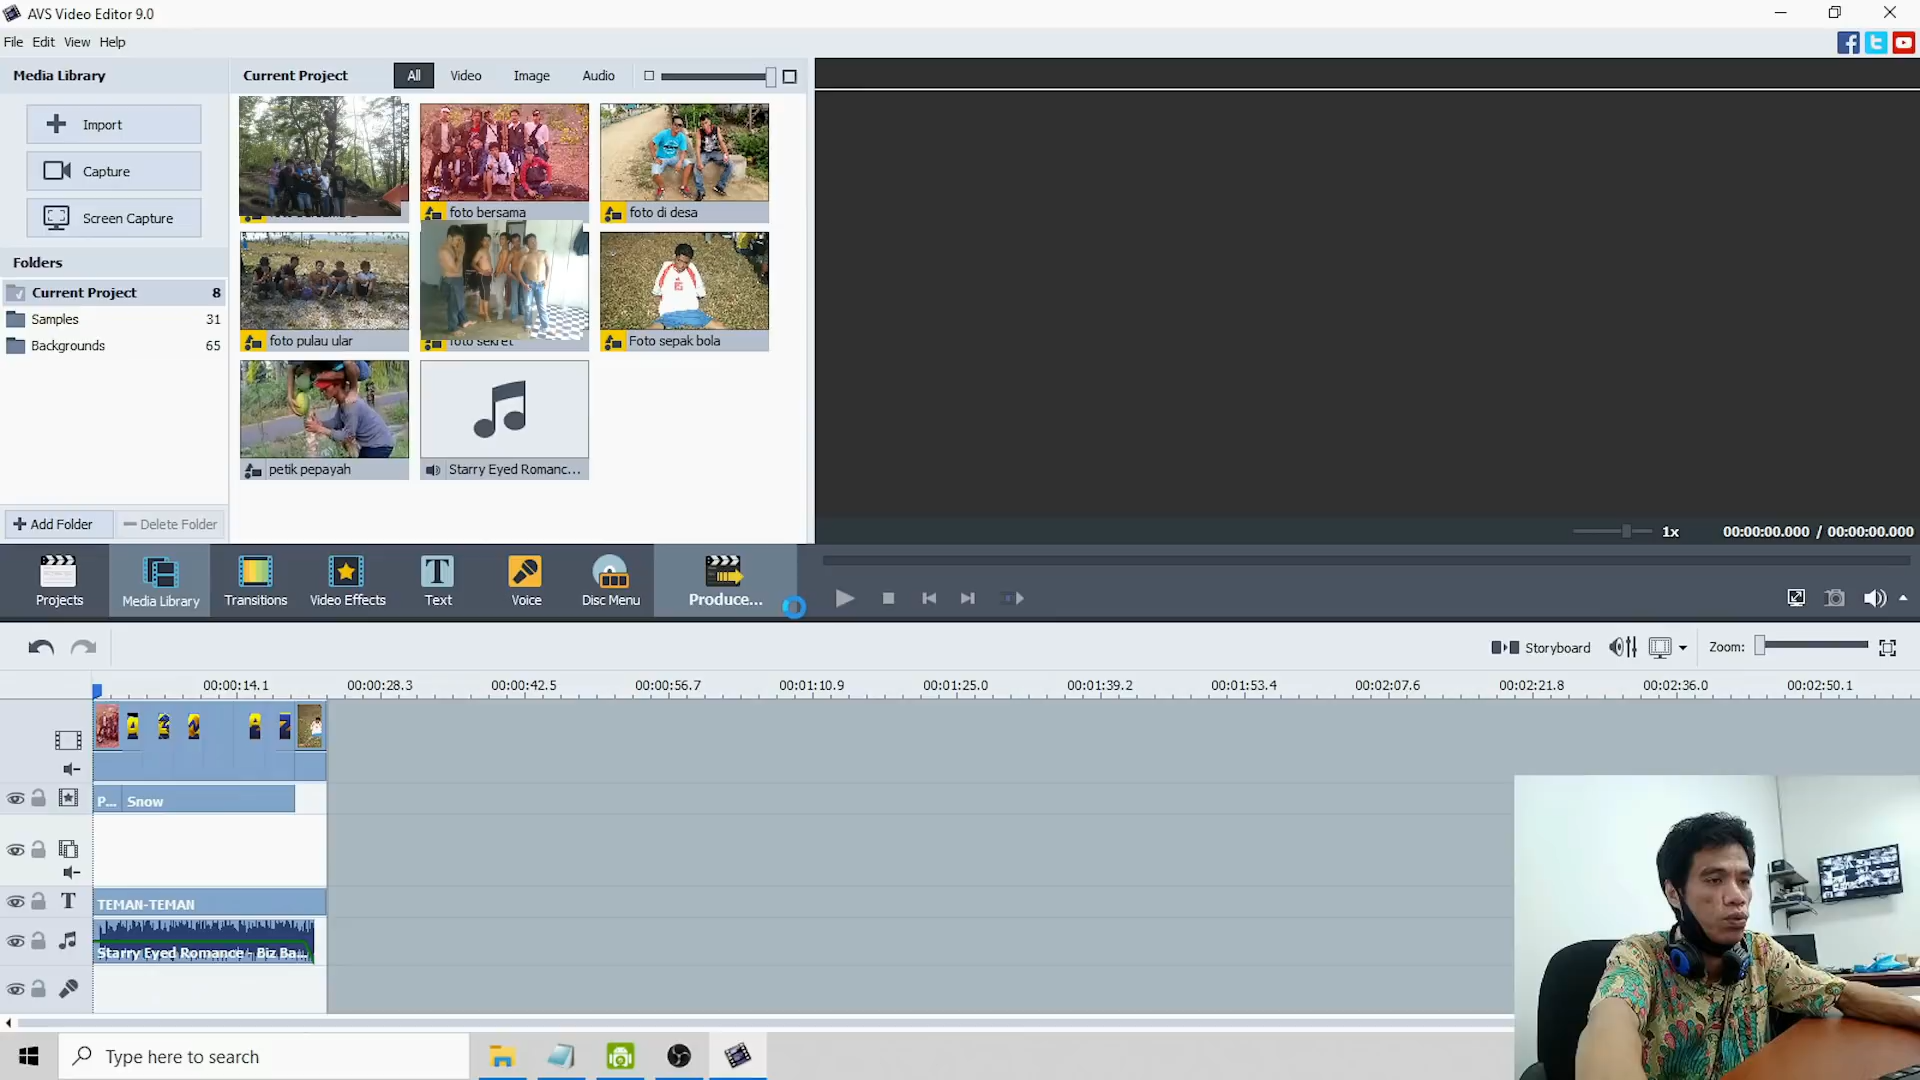 AVS Video Editor 9.0
File Edit View Help
Media Library
Current Project
All
Video
Image
Audio
Import
Capture
Screen Capture
Folders
Current Project 8
Samples 31
Backgrounds 65
Add Folder
Delete Folder
foto bersama
foto di desa
foto pulau ular
foto sekret
Foto sepak bola
petik pepayah
Starry Eyed Romanc...
1x
00:00:00.000 / 00:00:00.000
Projects
Media Library
Transitions
Video Effects
Text
Voice
Disc Menu
Produce...
Storyboard
Zoom:
00:00:14.1 00:00:28.3 00:00:42.5 00:00:56.7 00:01:10.9 00:01:25.0 00:01:39.2 00:01:53.4 00:02:07.6 00:02:21.8 00:02:36.0 00:02:50.1
P... Snow
TEMAN-TEMAN
Starry Eyed Romance - Biz Ba...
Type here to search